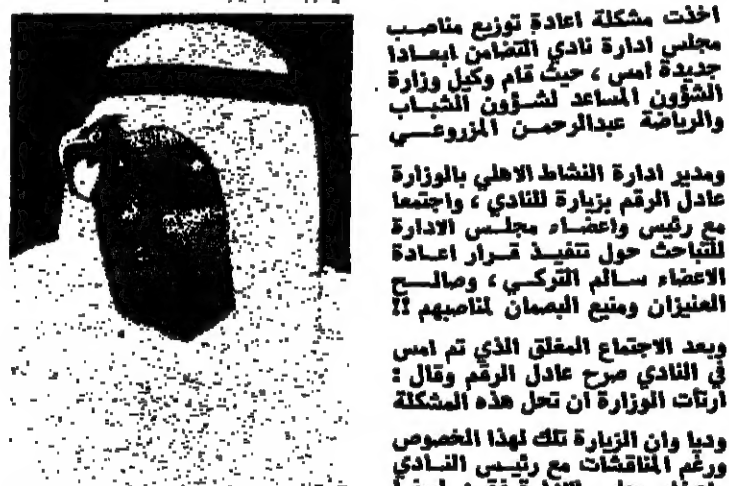 اخذت مشكلة اعادة توزيع مناصب
مجلس ادارة نادي التضامن ابعادا
جديدة امس ، حيث قام وكيل وزارة
الشؤون المساعد لشؤون الشباب
والرياضة عبدالرحمن المزروعي
ومدير ادارة النشاط الاهلي بالوزارة
عادل الرقم بزيارة للنادي ، واجتمعا
مع رئيس واعضاء مجلس الادارة
للتباحث حول تنفيذ قرار اعادة
الاعضاء سالم التركي ، وصالح
العنيزان ومنيع البصمان لمناصبهم !!
وبعد الاجتماع المغلق الذي تم امس
في النادي صرح عادل الرقم وقال :
ارتأت الوزارة ان تحل هذه المشكلة
وديا وان الزيارة تلك لهذا الخصوص
ورغم المناقشات مع رئيس النادي